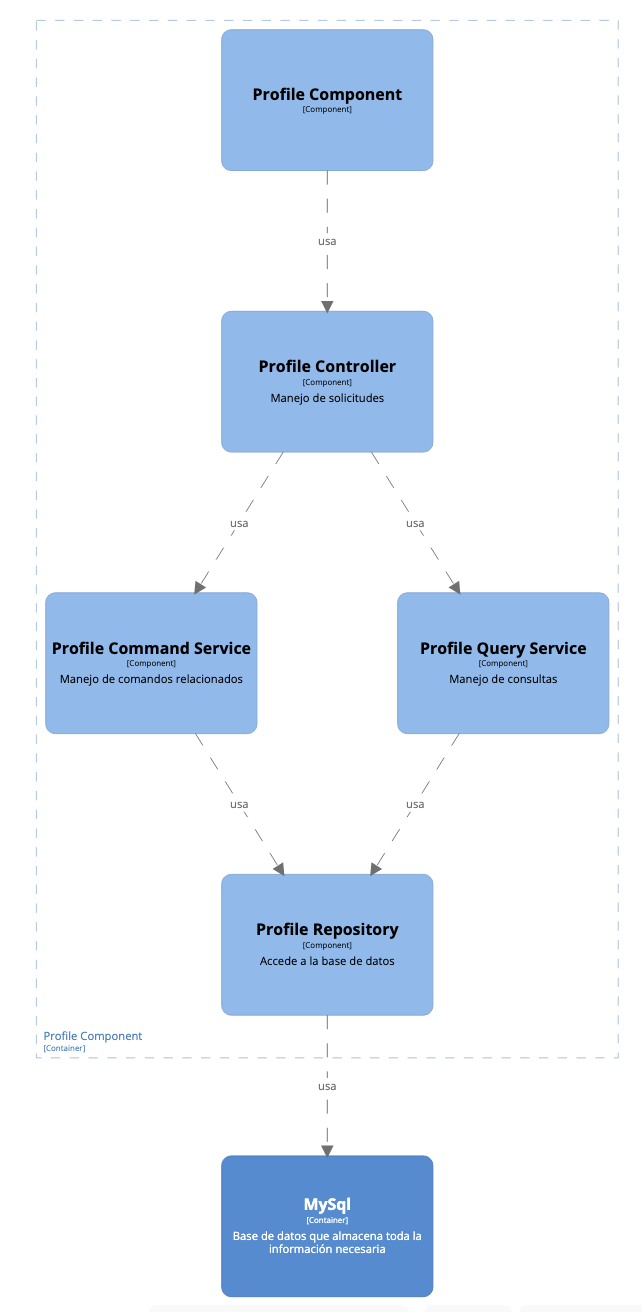 Profile Component
[Component]
usa
Profile Controller
[Component]
Manejo de solicitudes
usa
usa
Profile Command Service
[Component]
Manejo de comandos relacionados
Profile Query Service
[Component]
Manejo de consultas
usa
usa
Profile Repository
[Component]
Accede a la base de datos
Profile Component
[Container]
usa
MySql
[Container]
Base de datos que almacena toda la
información necesaria